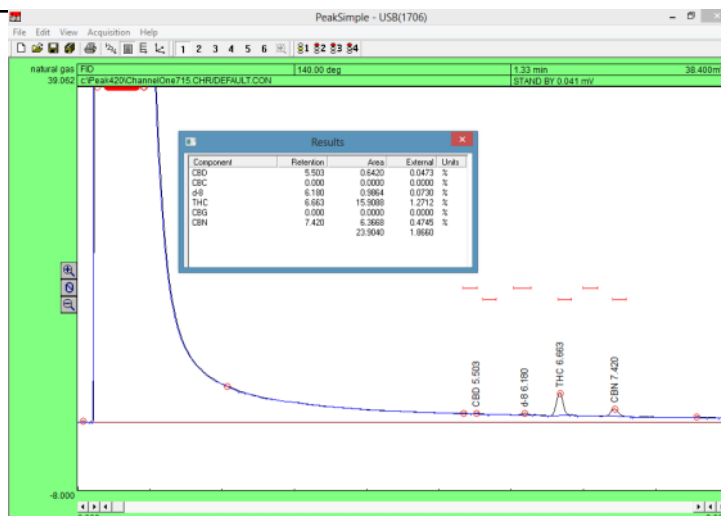 PeakSimple - USB(1706)
File Edit View Acquisition Help
1 2 3 4 5 6 1 2 3 4
natural gas FID 140.00 deg 1.33 min 38.400m
39.062 c:\Peak420\ChannelOne715.CHR/DEFAULT.CON STAND BY 0.041 mV
Results
Component Retention Area External Units
CBD 5.503 0.6420 0.0473 %
CBC 0.000 0.0000 0.0000 %
d-8 6.180 0.9864 0.0730 %
THC 6.663 15.9088 1.2712 %
CBG 0.000 0.0000 0.0000 %
CBN 7.420 6.3668 0.4745 %
23.9040 1.8660
CBD 5.503
d-8 6.180
THC 6.663
CBN 7.420
-8.000